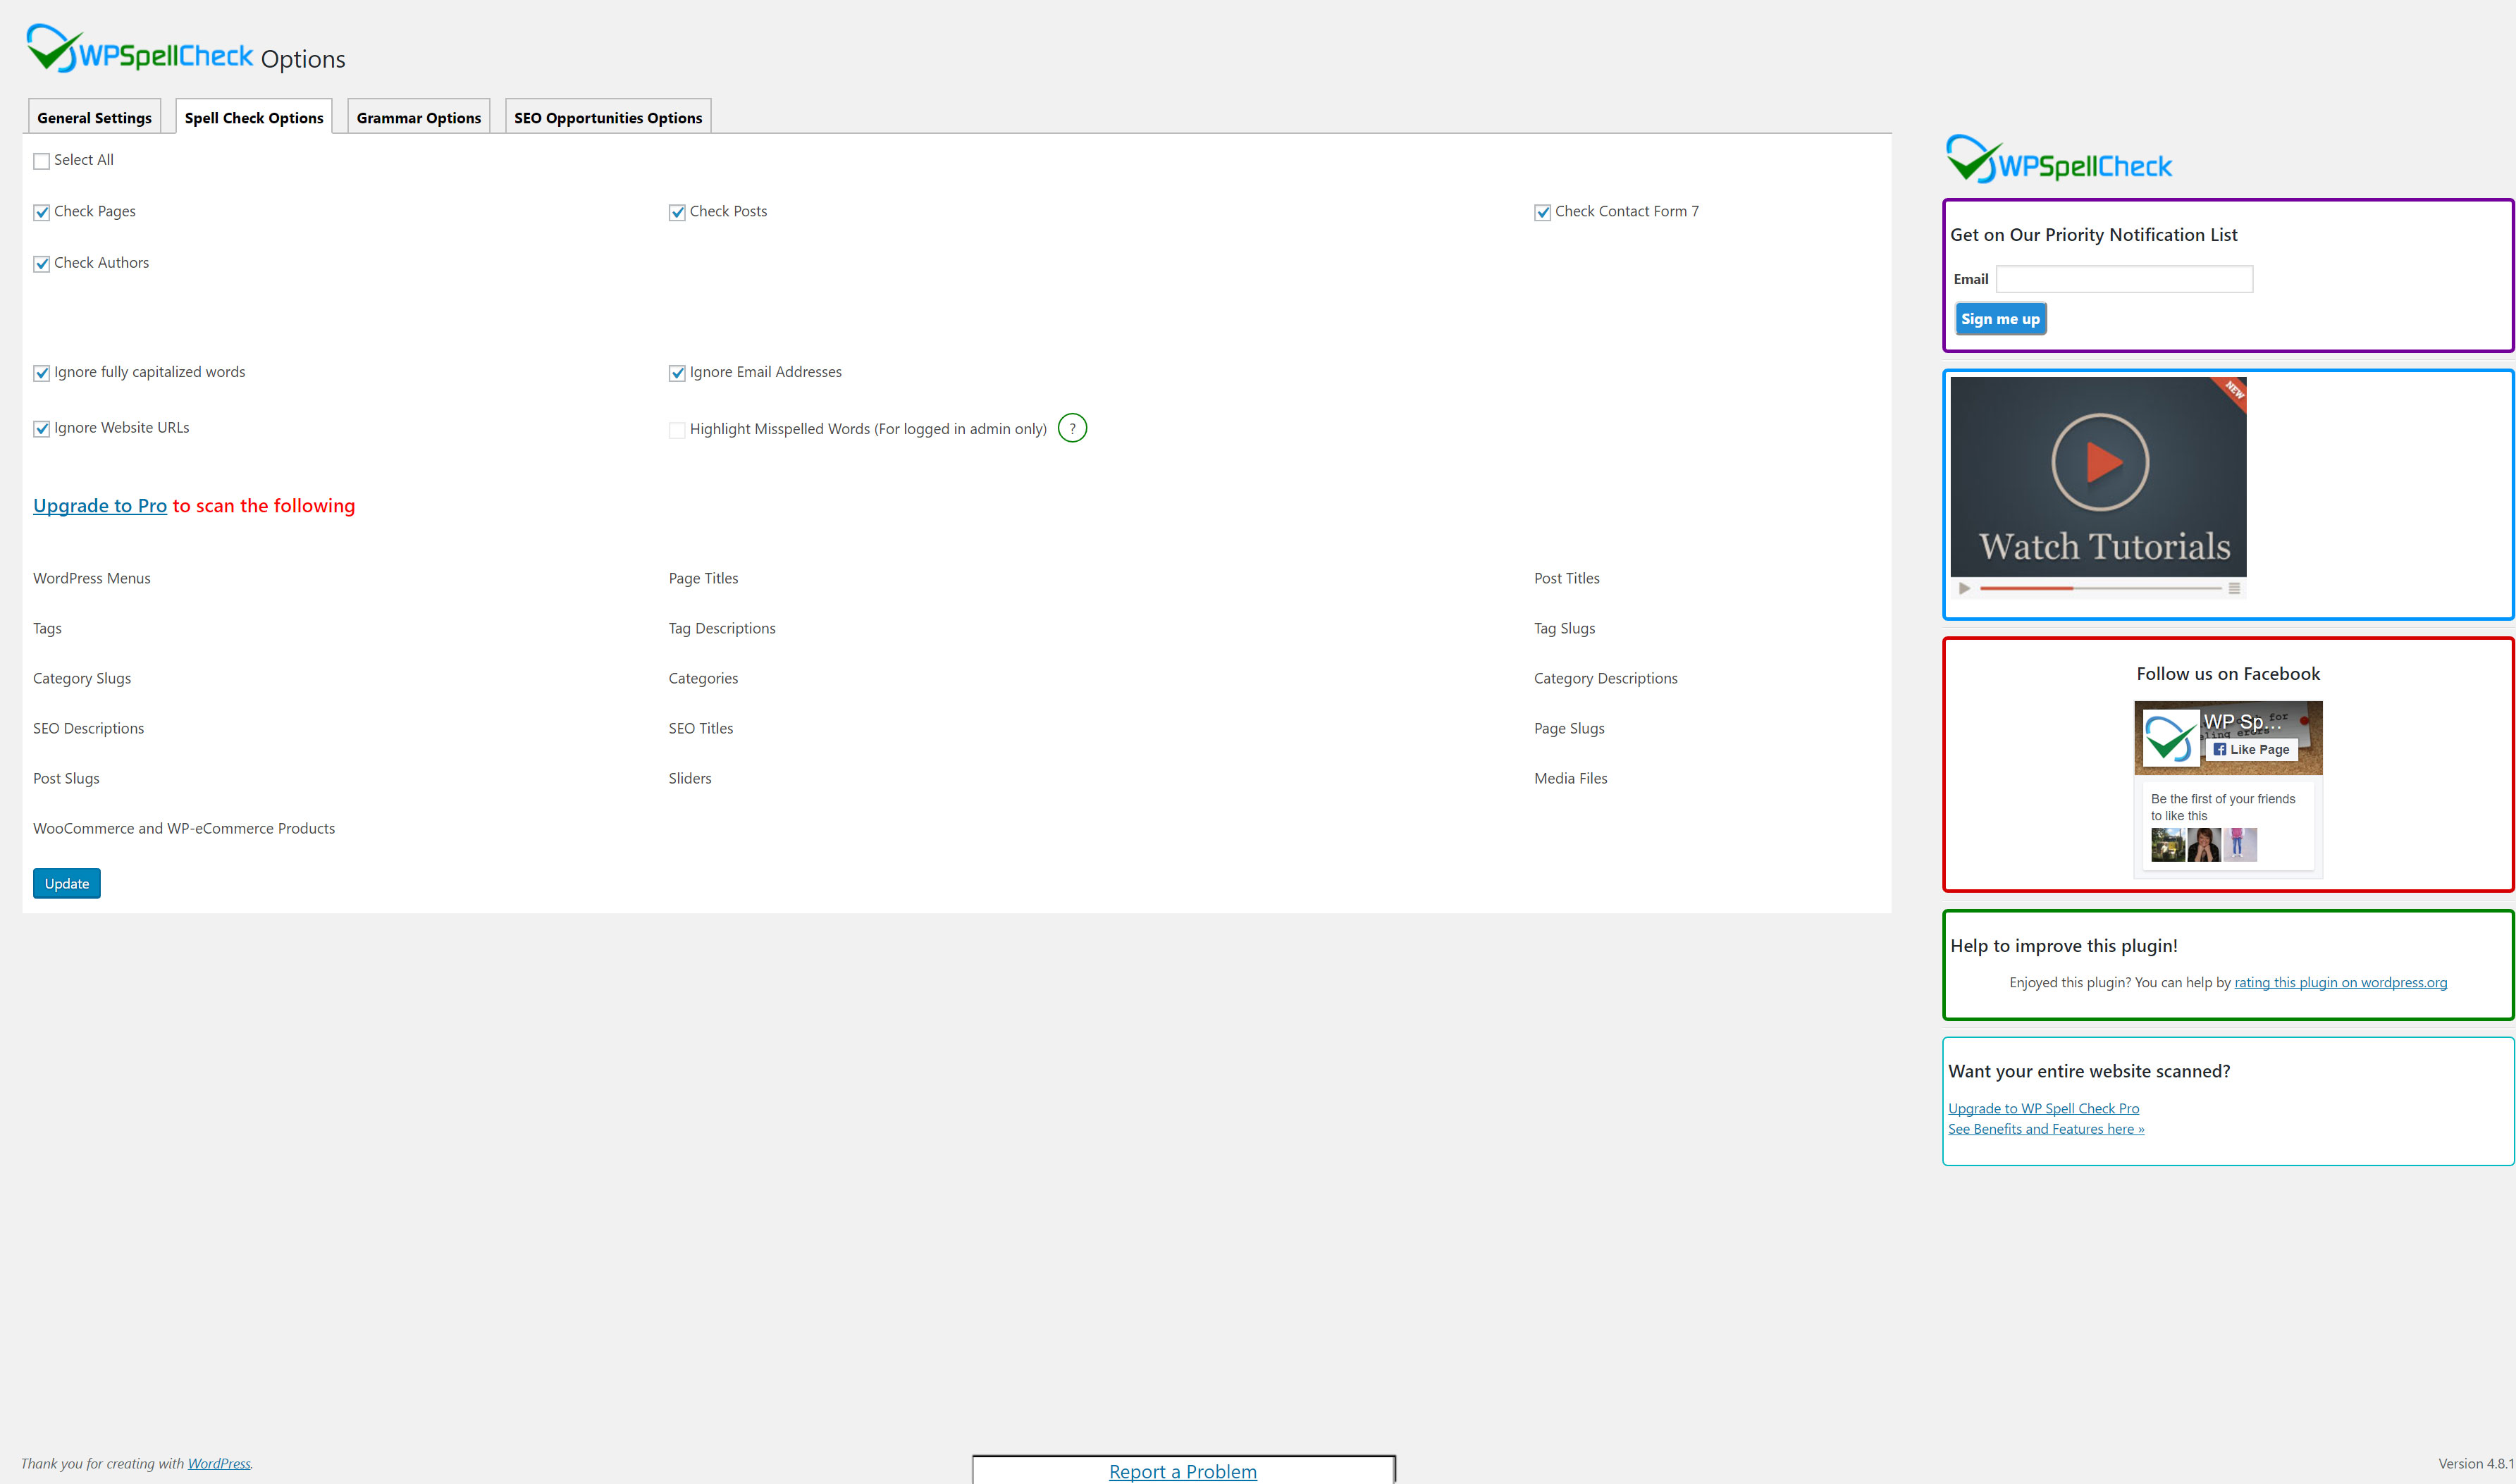 WPSpellCheck Options
General Settings
Spell Check Options
Grammar Options
SEO Opportunities Options
Select All
Check Pages
Check Posts
Check Contact Form 7
Check Authors
Ignore fully capitalized words
Ignore Email Addresses
Ignore Website URLs
Highlight Misspelled Words (For logged in admin only) ?
Upgrade to Pro to scan the following
WordPress Menus
Page Titles
Post Titles
Tags
Tag Descriptions
Tag Slugs
Category Slugs
Categories
Category Descriptions
SEO Descriptions
SEO Titles
Page Slugs
Post Slugs
Sliders
Media Files
WooCommerce and WP-eCommerce Products
Update
WPSpellCheck
Get on Our Priority Notification List
Email
Sign me up
NEW
Watch Tutorials
Follow us on Facebook
WP Sp...
Like Page
Be the first of your friends
to like this
Help to improve this plugin!
Enjoyed this plugin? You can help by rating this plugin on wordpress.org
Want your entire website scanned?
Upgrade to WP Spell Check Pro
See Benefits and Features here »
Thank you for creating with WordPress.
Report a Problem
Version 4.8.1